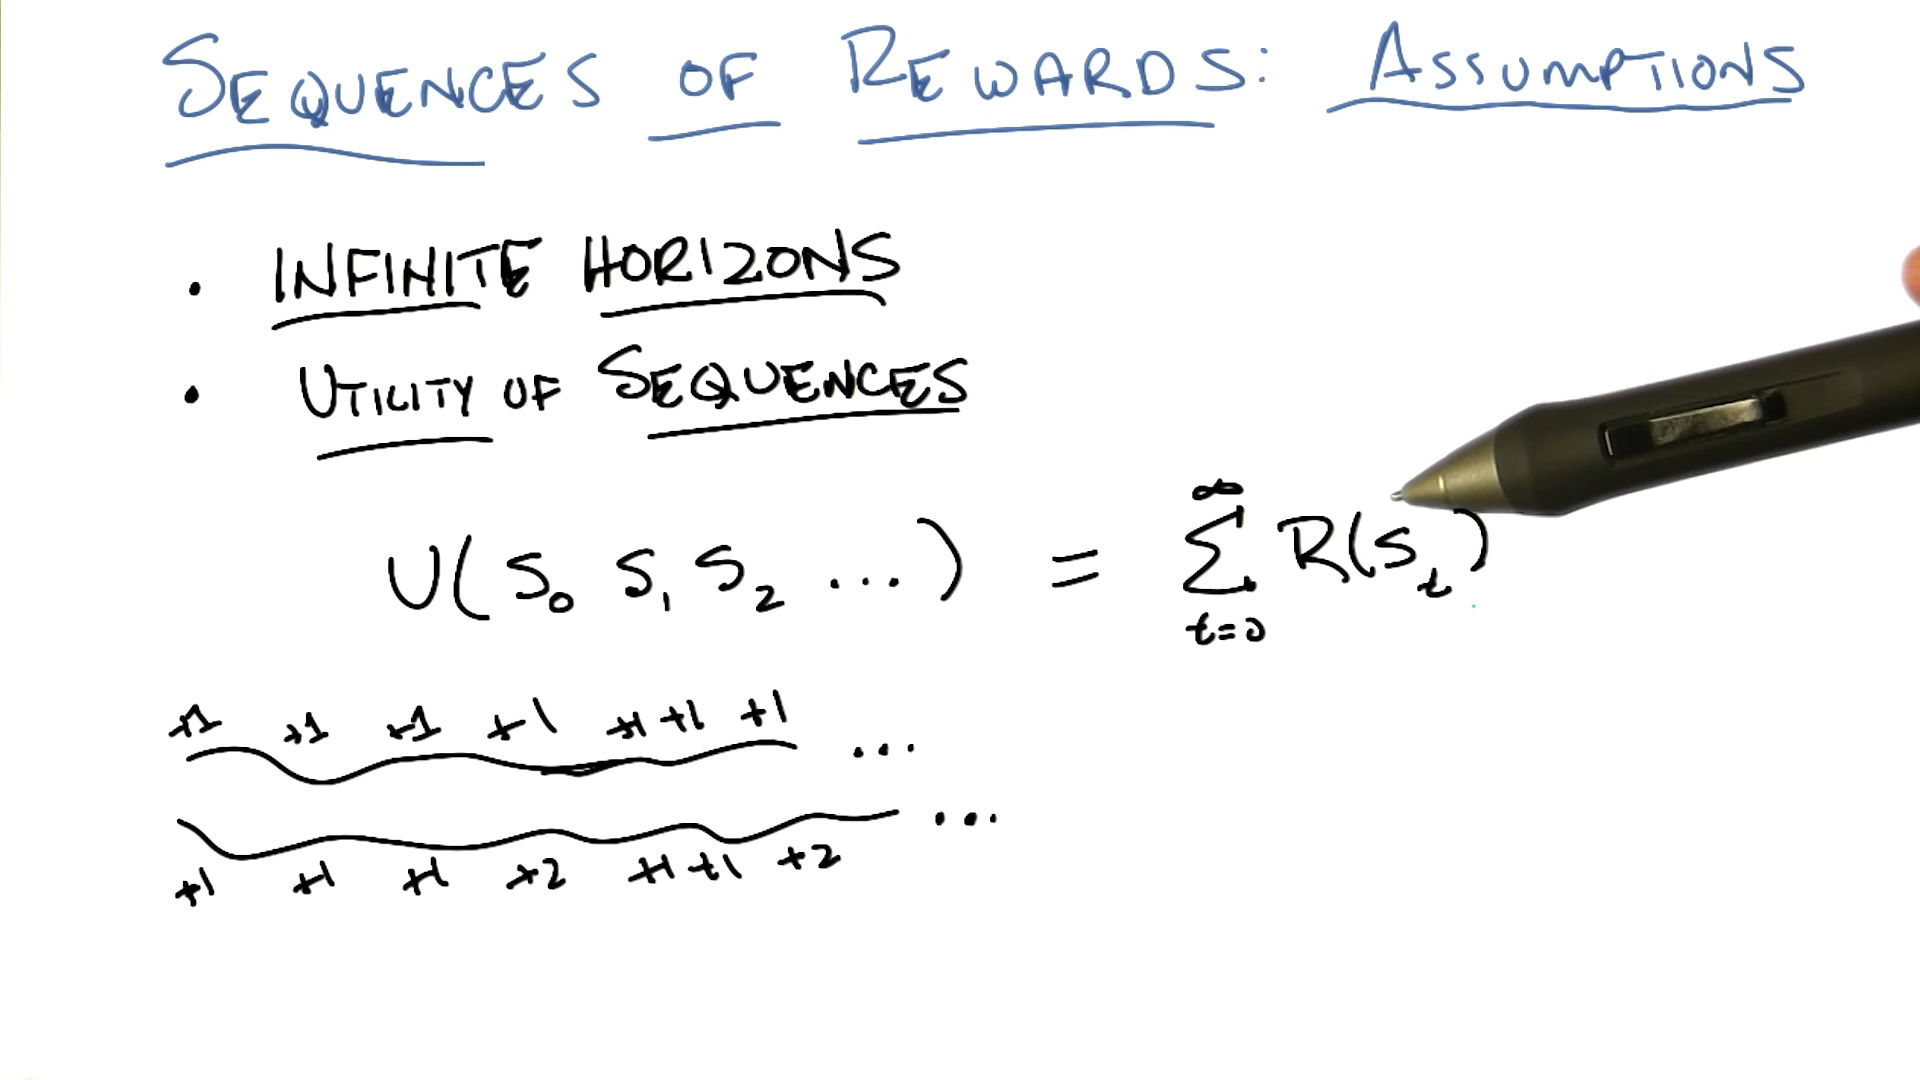 SEQUENCES OF REWARDS: ASSUMPTIONS
• INFINITE HORIZONS
• UTILITY OF SEQUENCES
U(S₀ S₁ S₂ ...) = ∑_{t=0}^{∞} R(S_t)
+1 +1 +1 +1 +1 +1 +1 ...
...
+1 +1 +1 +2 +1 +1 +2